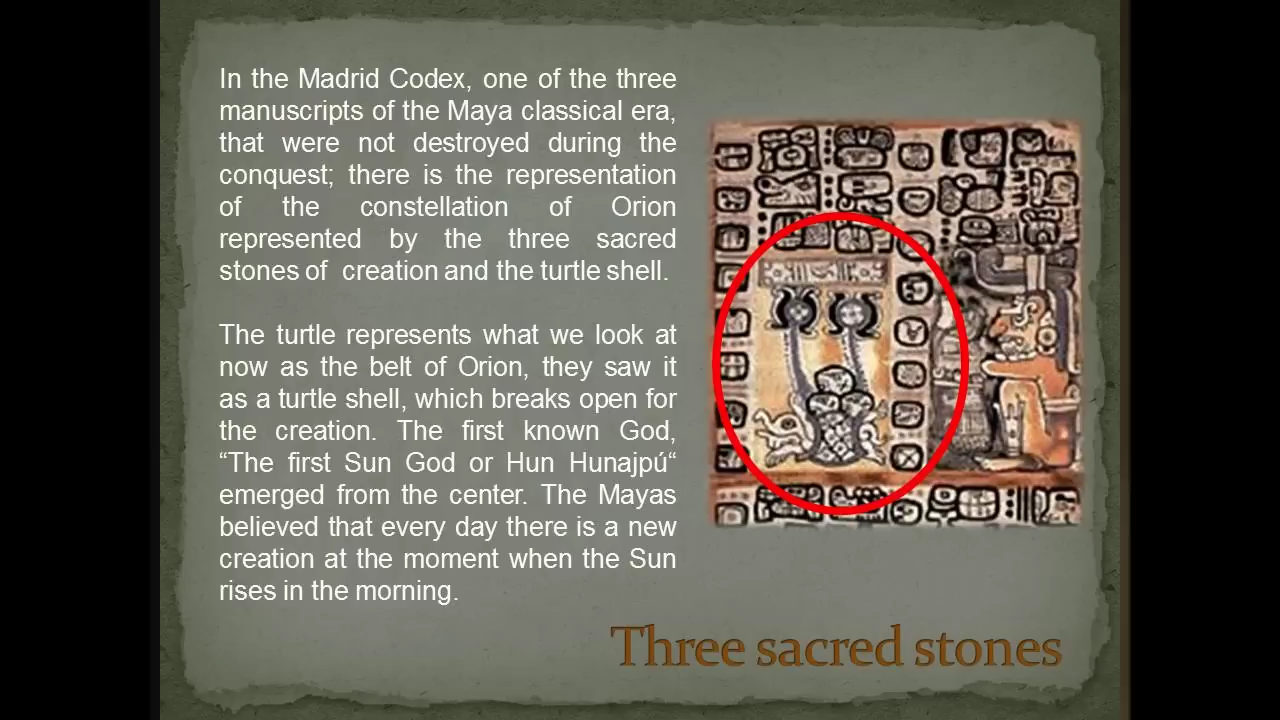 In the Madrid Codex, one of the three
manuscripts of the Maya classical era,
that were not destroyed during the
conquest; there is the representation
of the constellation of Orion
represented by the three sacred
stones of creation and the turtle shell.
The turtle represents what we look at
now as the belt of Orion, they saw it
as a turtle shell, which breaks open for
the creation. The first known God,
“The first Sun God or Hun Hunajpú“
emerged from the center. The Mayas
believed that every day there is a new
creation at the moment when the Sun
rises in the morning.
Three sacred stones